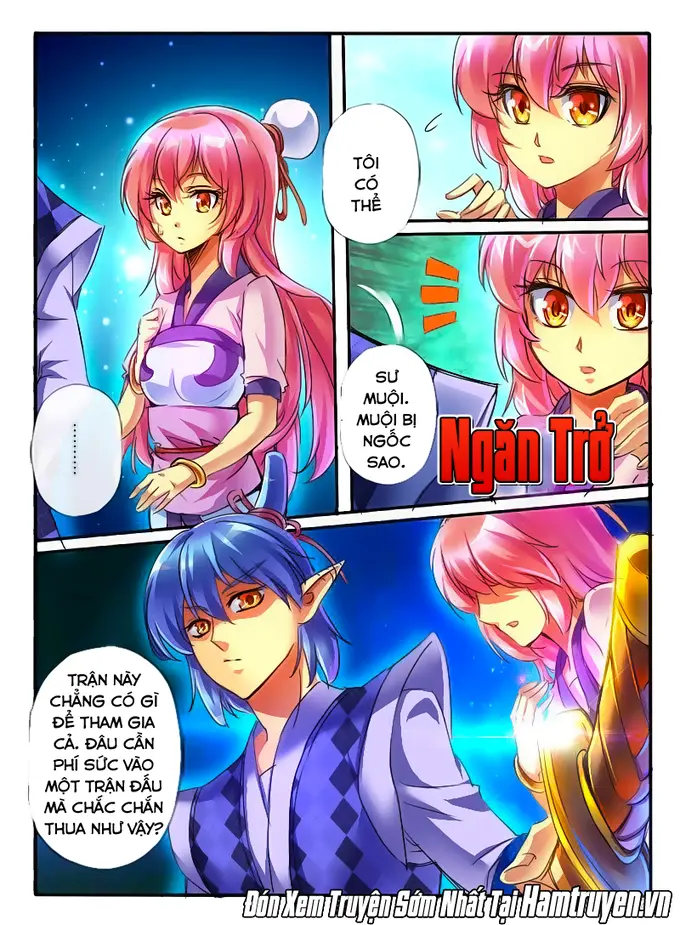 TÔI
CÓ
THỂ
SƯ
MUỘI.
MUỘI BỊ
NGỐC
SAO.
Ngăn Trở
..........
TRẬN NÀY
CHẲNG CÓ GÌ
ĐỂ THAM GIA
CẢ. ĐÂU CẦN
PHÍ SỨC VÀO
MỘT TRẬN ĐẤU
MÀ CHẮC CHẮN
THUA NHƯ VẬY?
Đón Xem Truyện Sớm Nhất Tại Hamtruyen.vn